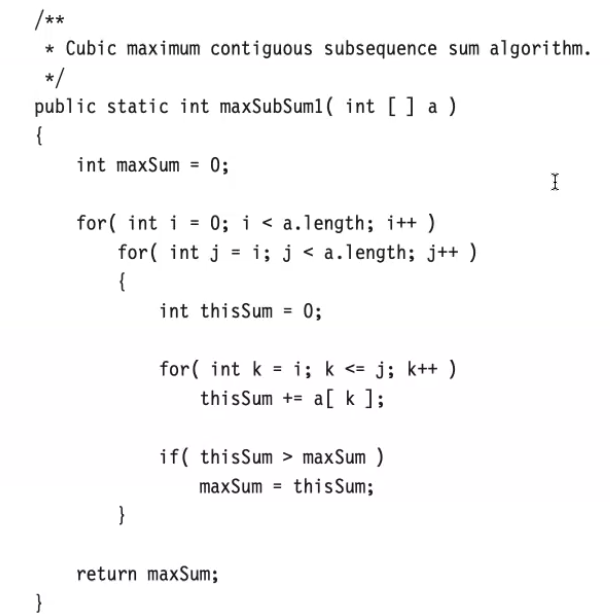 /**
 * Cubic maximum contiguous subsequence sum algorithm.
 */
public static int maxSubSum1( int [ ] a )
{
    int maxSum = 0;

    for( int i = 0; i < a.length; i++ )
        for( int j = i; j < a.length; j++ )
        {
            int thisSum = 0;

            for( int k = i; k <= j; k++ )
                thisSum += a[ k ];

            if( thisSum > maxSum )
                maxSum = thisSum;
        }

    return maxSum;
}